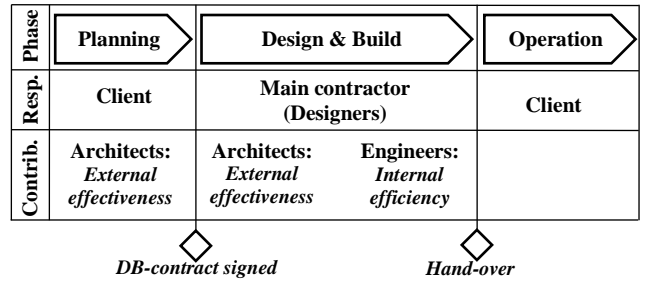 Phase
Planning
Design & Build
Operation
Resp.
Client
Main contractor
(Designers)
Client
Contrib.
Architects:
External
effectiveness
Architects:
External
effectiveness
Engineers:
Internal
efficiency
DB-contract signed
Hand-over